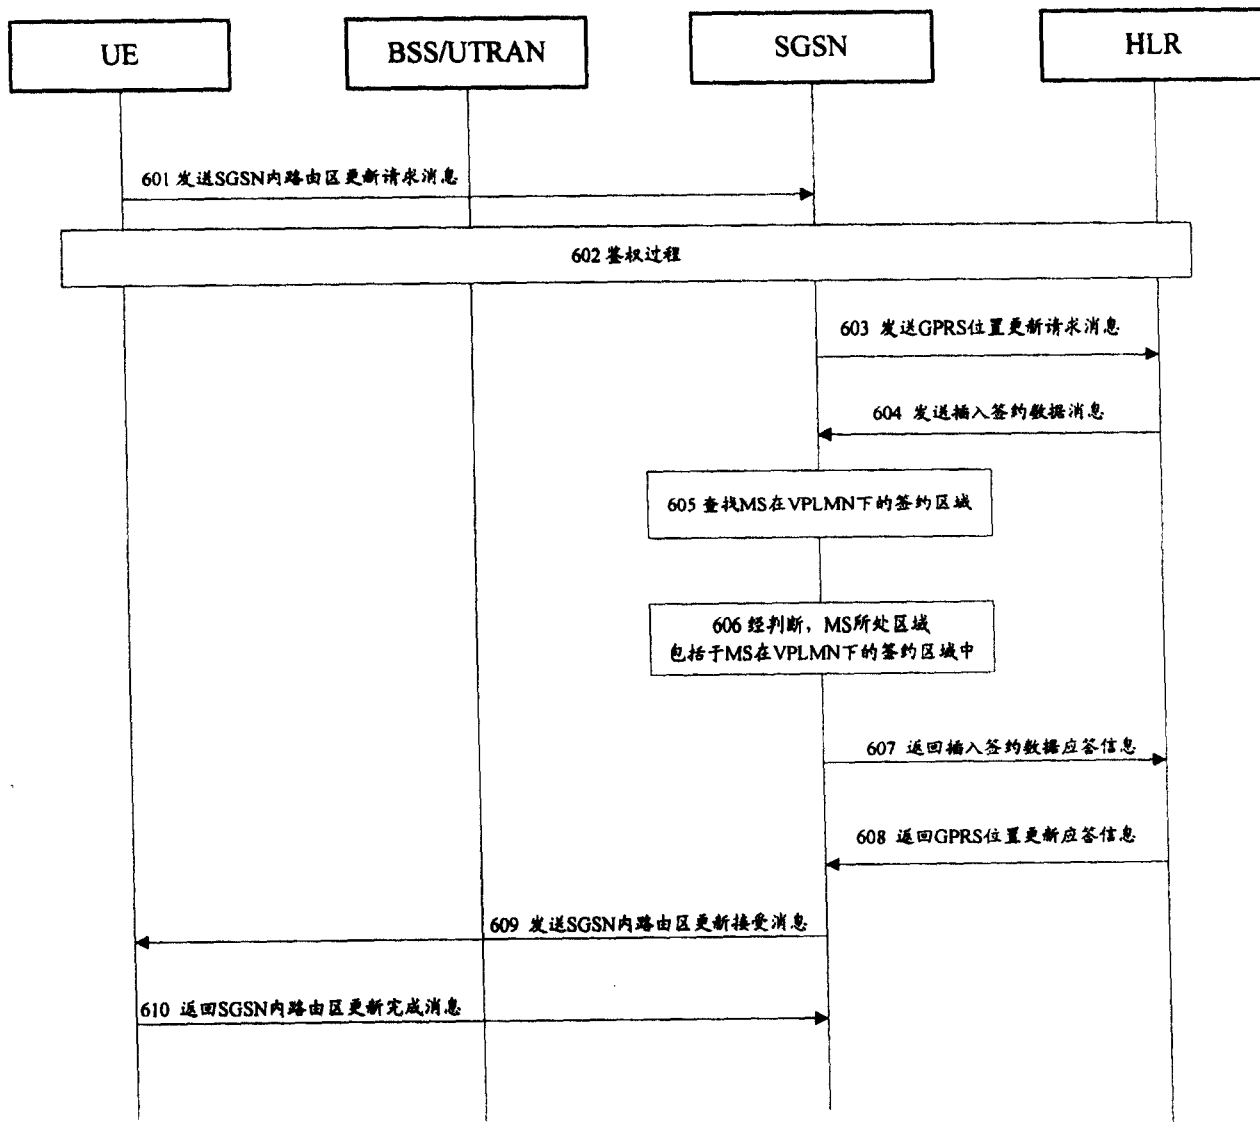 UE
BSS/UTRAN
SGSN
HLR
601 发送SGSN内路由区更新请求消息
602 鉴权过程
603 发送GPRS位置更新请求消息
604 发送插入签约数据消息
605 查找MS在VPLMN下的签约区域
606 经判断，MS所处区域
包括于MS在VPLMN下的签约区域中
607 返回插入签约数据应答信息
608 返回GPRS位置更新应答信息
609 发送SGSN内路由区更新接受消息
610 返回SGSN内路由区更新完成消息